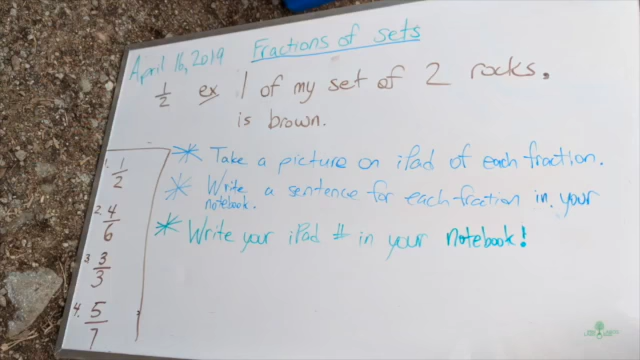 April 16, 2019 Fractions of sets
1/2 ex 1 of my set of 2 rocks.
is brown.
* Take a picture on iPad of each fraction.
* Write a sentence for each fraction in your
notebook.
* Write your iPad # in your notebook!
1. 1/2
2. 4/6
3. 3/3
4. 5/7